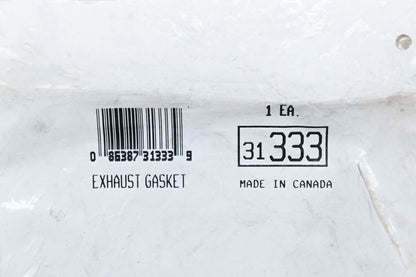 1 EA.
31 333
0 86387 31333 9
EXHAUST GASKET
MADE IN CANADA